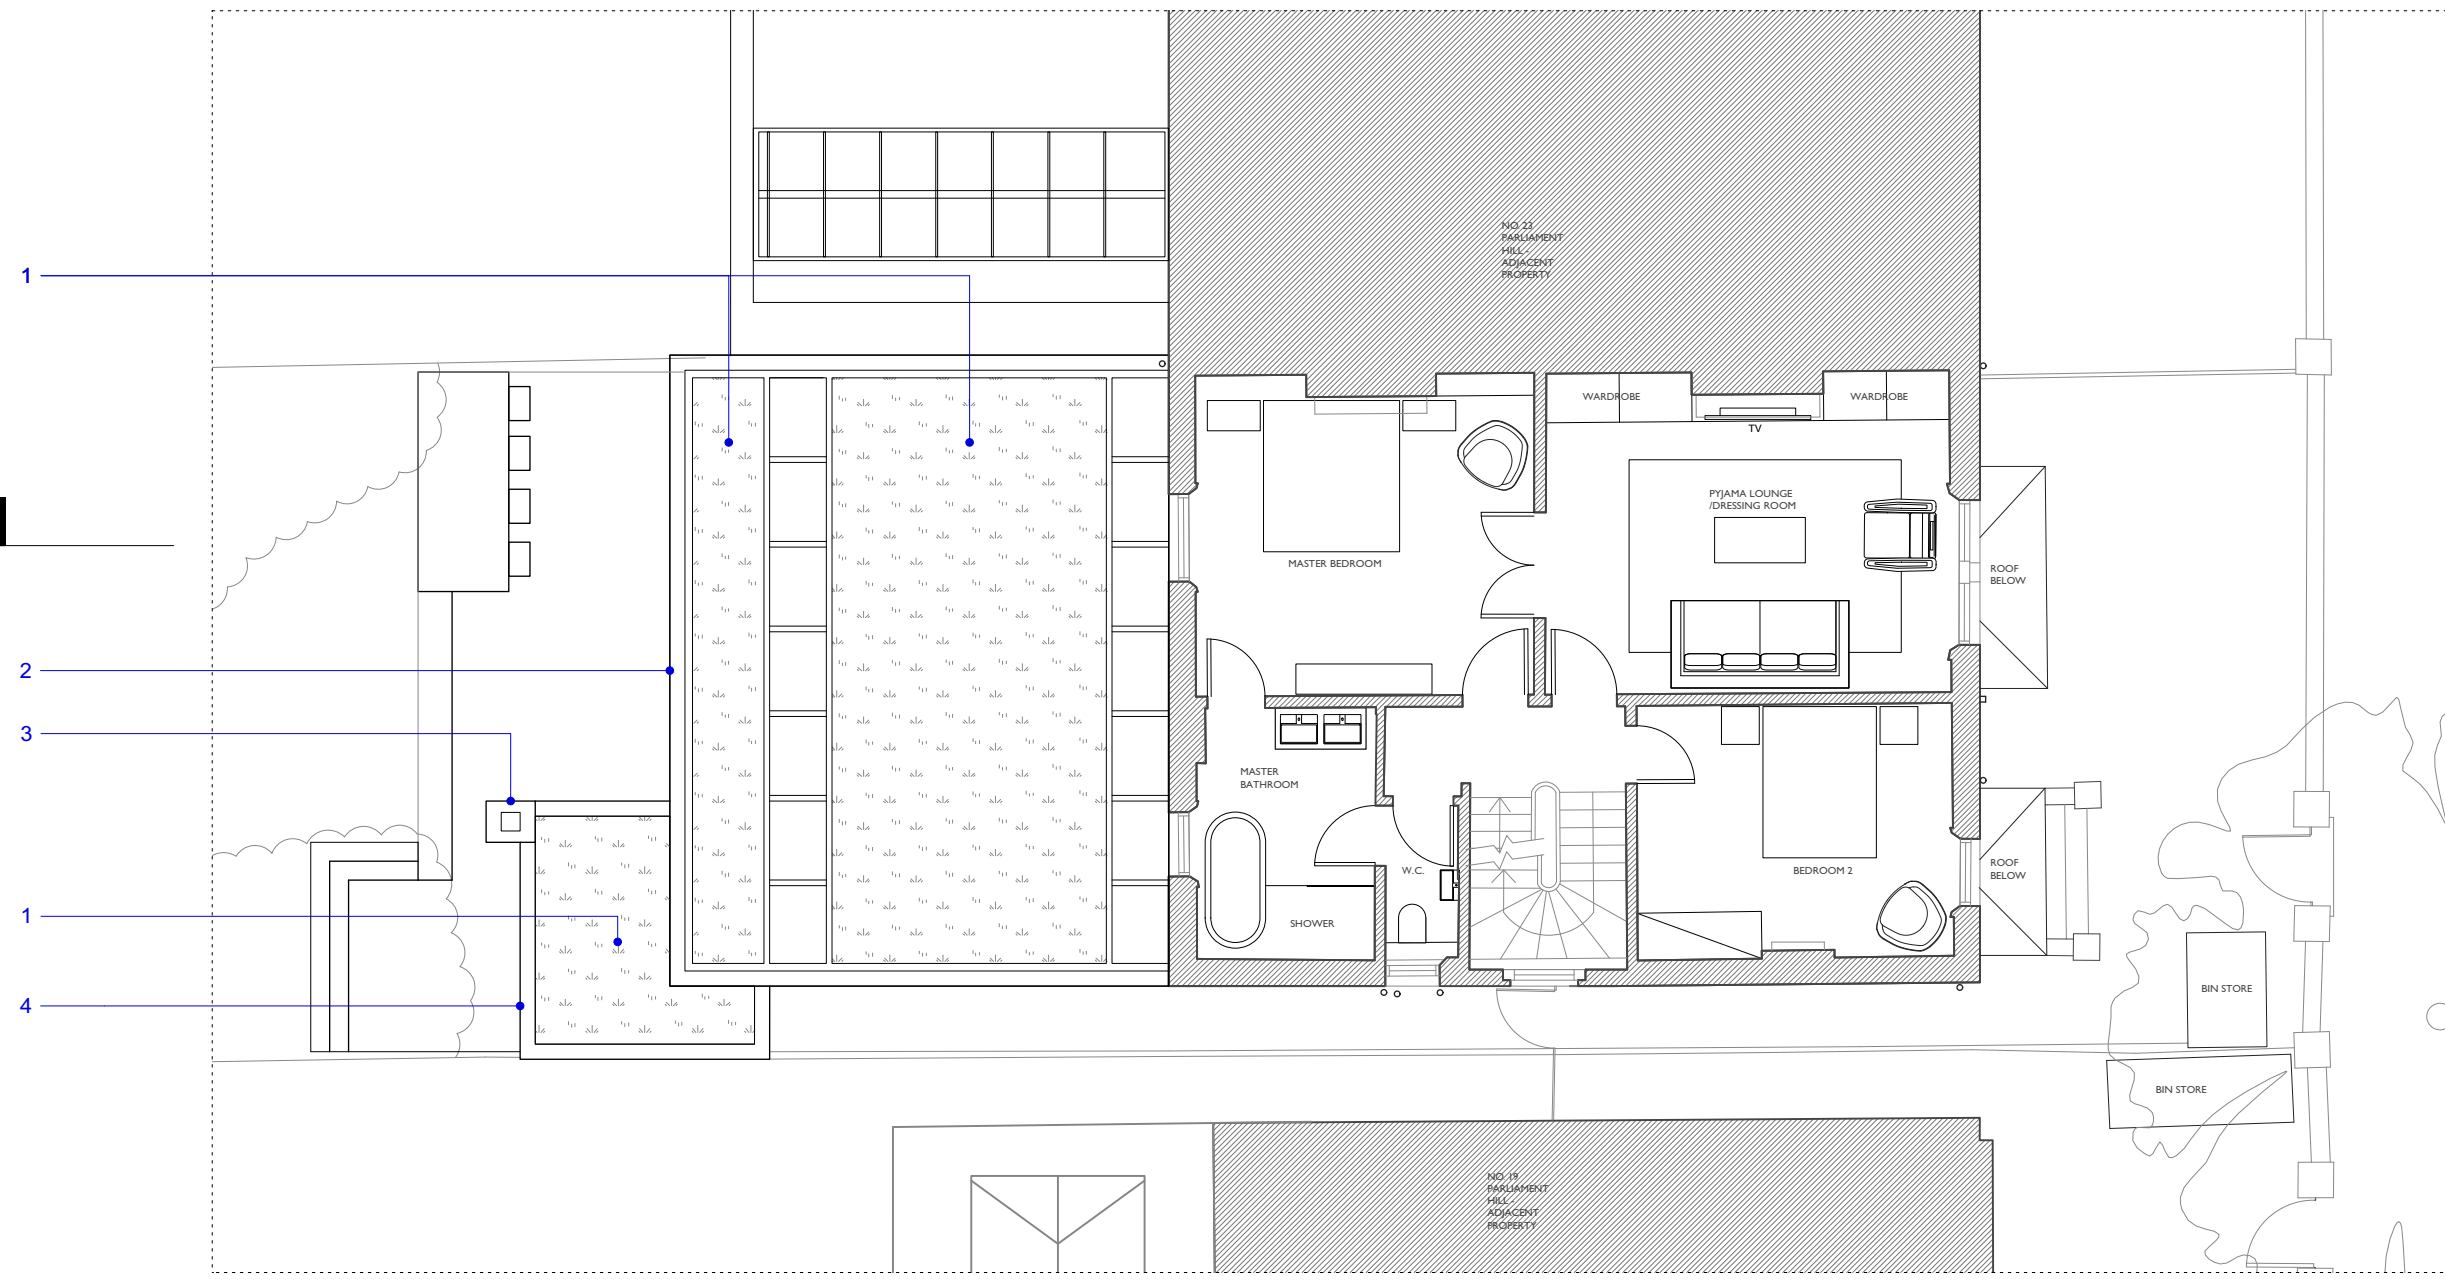 NO. 23
PARLIAMENT
HILL -
ADJACENT
PROPERTY
1
WARDROBE
WARDROBE
TV
PYJAMA LOUNGE
/DRESSING ROOM
MASTER BEDROOM
ROOF
BELOW
2
3
MASTER
BATHROOM
W.C.
BEDROOM 2
ROOF
BELOW
1
SHOWER
4
BIN STORE
BIN STORE
NO. 19
PARLIAMENT
HILL -
ADJACENT
PROPERTY